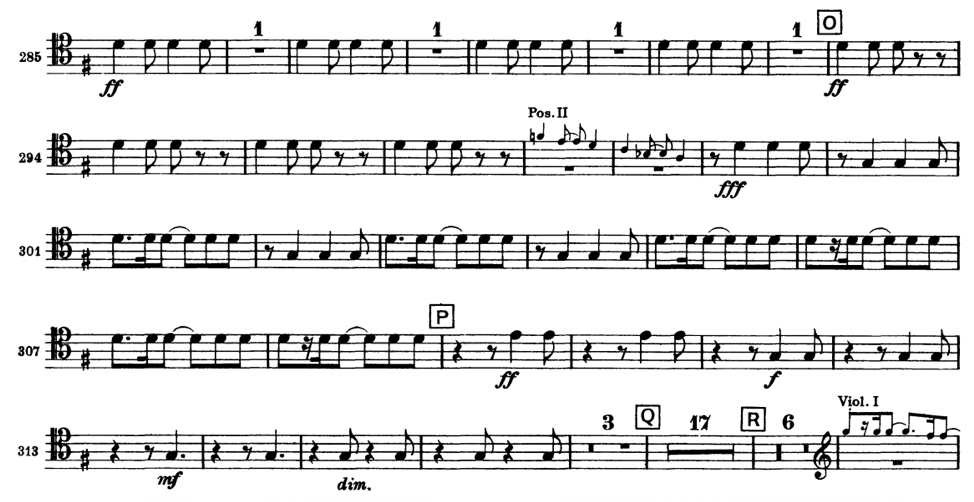 1 1 1 1 O
285
ff ff
Pos. II
294
fff
301
P
307
ff f
3 Q 17 R 6 Viol. I
313
mf dim.